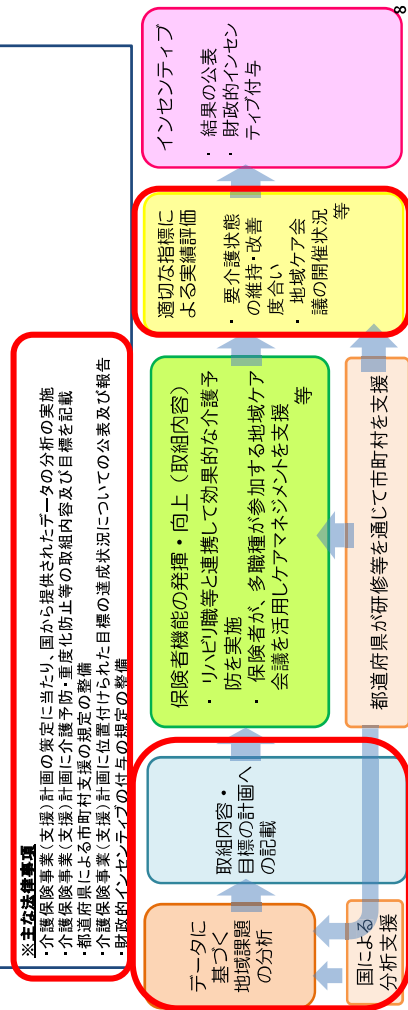 ※主な法律事項
・介護保険事業(支援)計画の策定に当たり、国から提供されたデータの分析の実施
・介護保険事業(支援)計画に介護予防・重度化防止等の取組内容及び目標を記載
・都道府県による市町村支援の規定の整備
・介護保険事業(支援)計画に位置付けられた目標の達成状況についての公表及び報告
・財政的インセンティブの付与の規定の整備
データに
基づく
地域課題
の分析
取組内容・
目標の計画へ
の記載
保険者機能の発揮・向上（取組内容）
・ リハビリ職等と連携して効果的な介護予
防を実施
・ 保険者が、多職種が参加する地域ケア
会議を活用しケアマネジメントを支援
等
適切な指標に
よる実績評価
・ 要介護状態
の維持・改善
度合い
・ 地域ケア会
議の開催状況
等
インセンティブ
・ 結果の公表
・ 財政的インセン
ティブ付与
国による
分析支援
都道府県が研修等を通じて市町村を支援
8